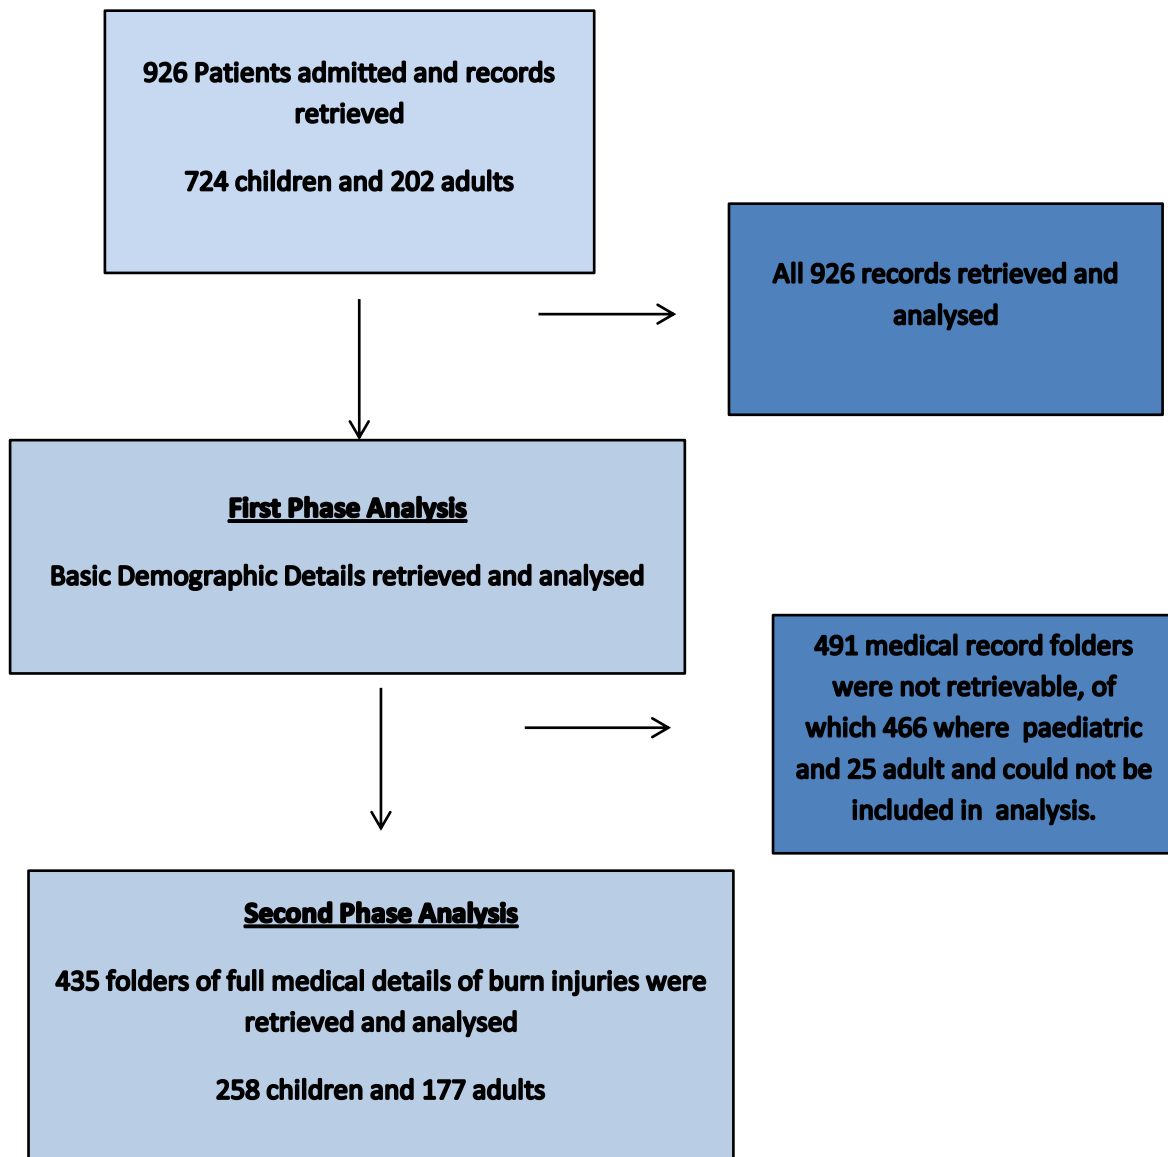 926 Patients admitted and records
retrieved
724 children and 202 adults
All 926 records retrieved and
analysed
First Phase Analysis
Basic Demographic Details retrieved and analysed
491 medical record folders
were not retrievable, of
which 466 where paediatric
and 25 adult and could not be
included in analysis.
Second Phase Analysis
435 folders of full medical details of burn injuries were
retrieved and analysed
258 children and 177 adults